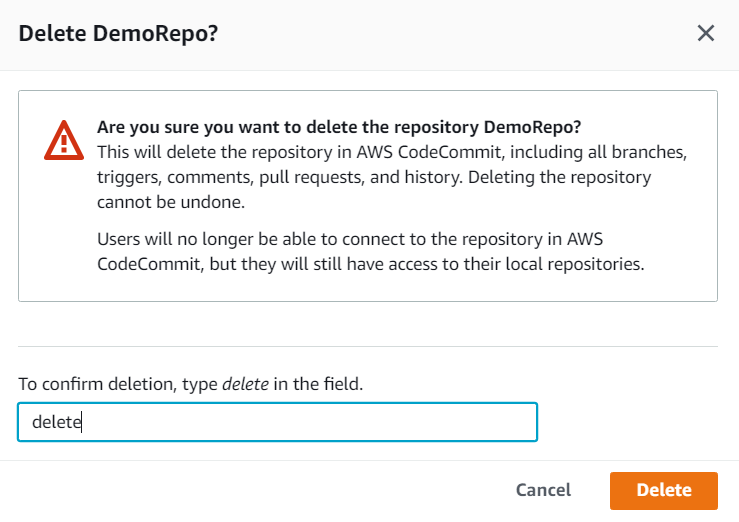 Delete DemoRepo?
Are you sure you want to delete the repository DemoRepo?
This will delete the repository in AWS CodeCommit, including all branches,
triggers, comments, pull requests, and history. Deleting the repository
cannot be undone.
Users will no longer be able to connect to the repository in AWS
CodeCommit, but they will still have access to their local repositories.
To confirm deletion, type delete in the field.
delete
Cancel Delete